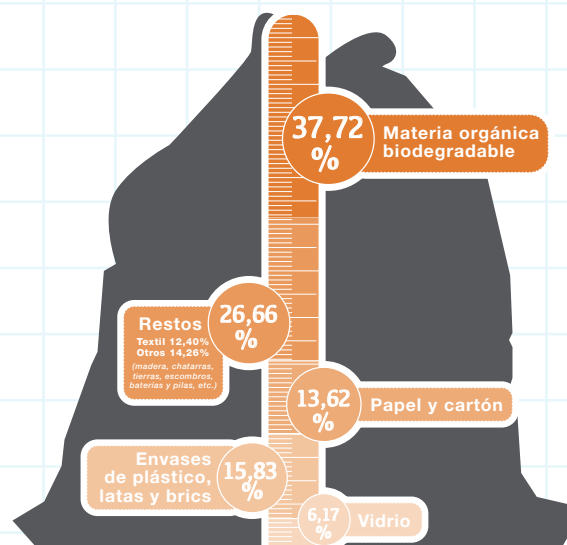 37,72
%
Materia orgánica
biodegradable
26,66
%
Restos
Textil 12,40%
Otros 14,26%
(madera, chatarras,
tierras, escombros,
baterías y pilas, etc.)
13,62
%
Papel y cartón
15,83
%
Envases
de plástico,
latas y brics
6,17
%
Vidrio